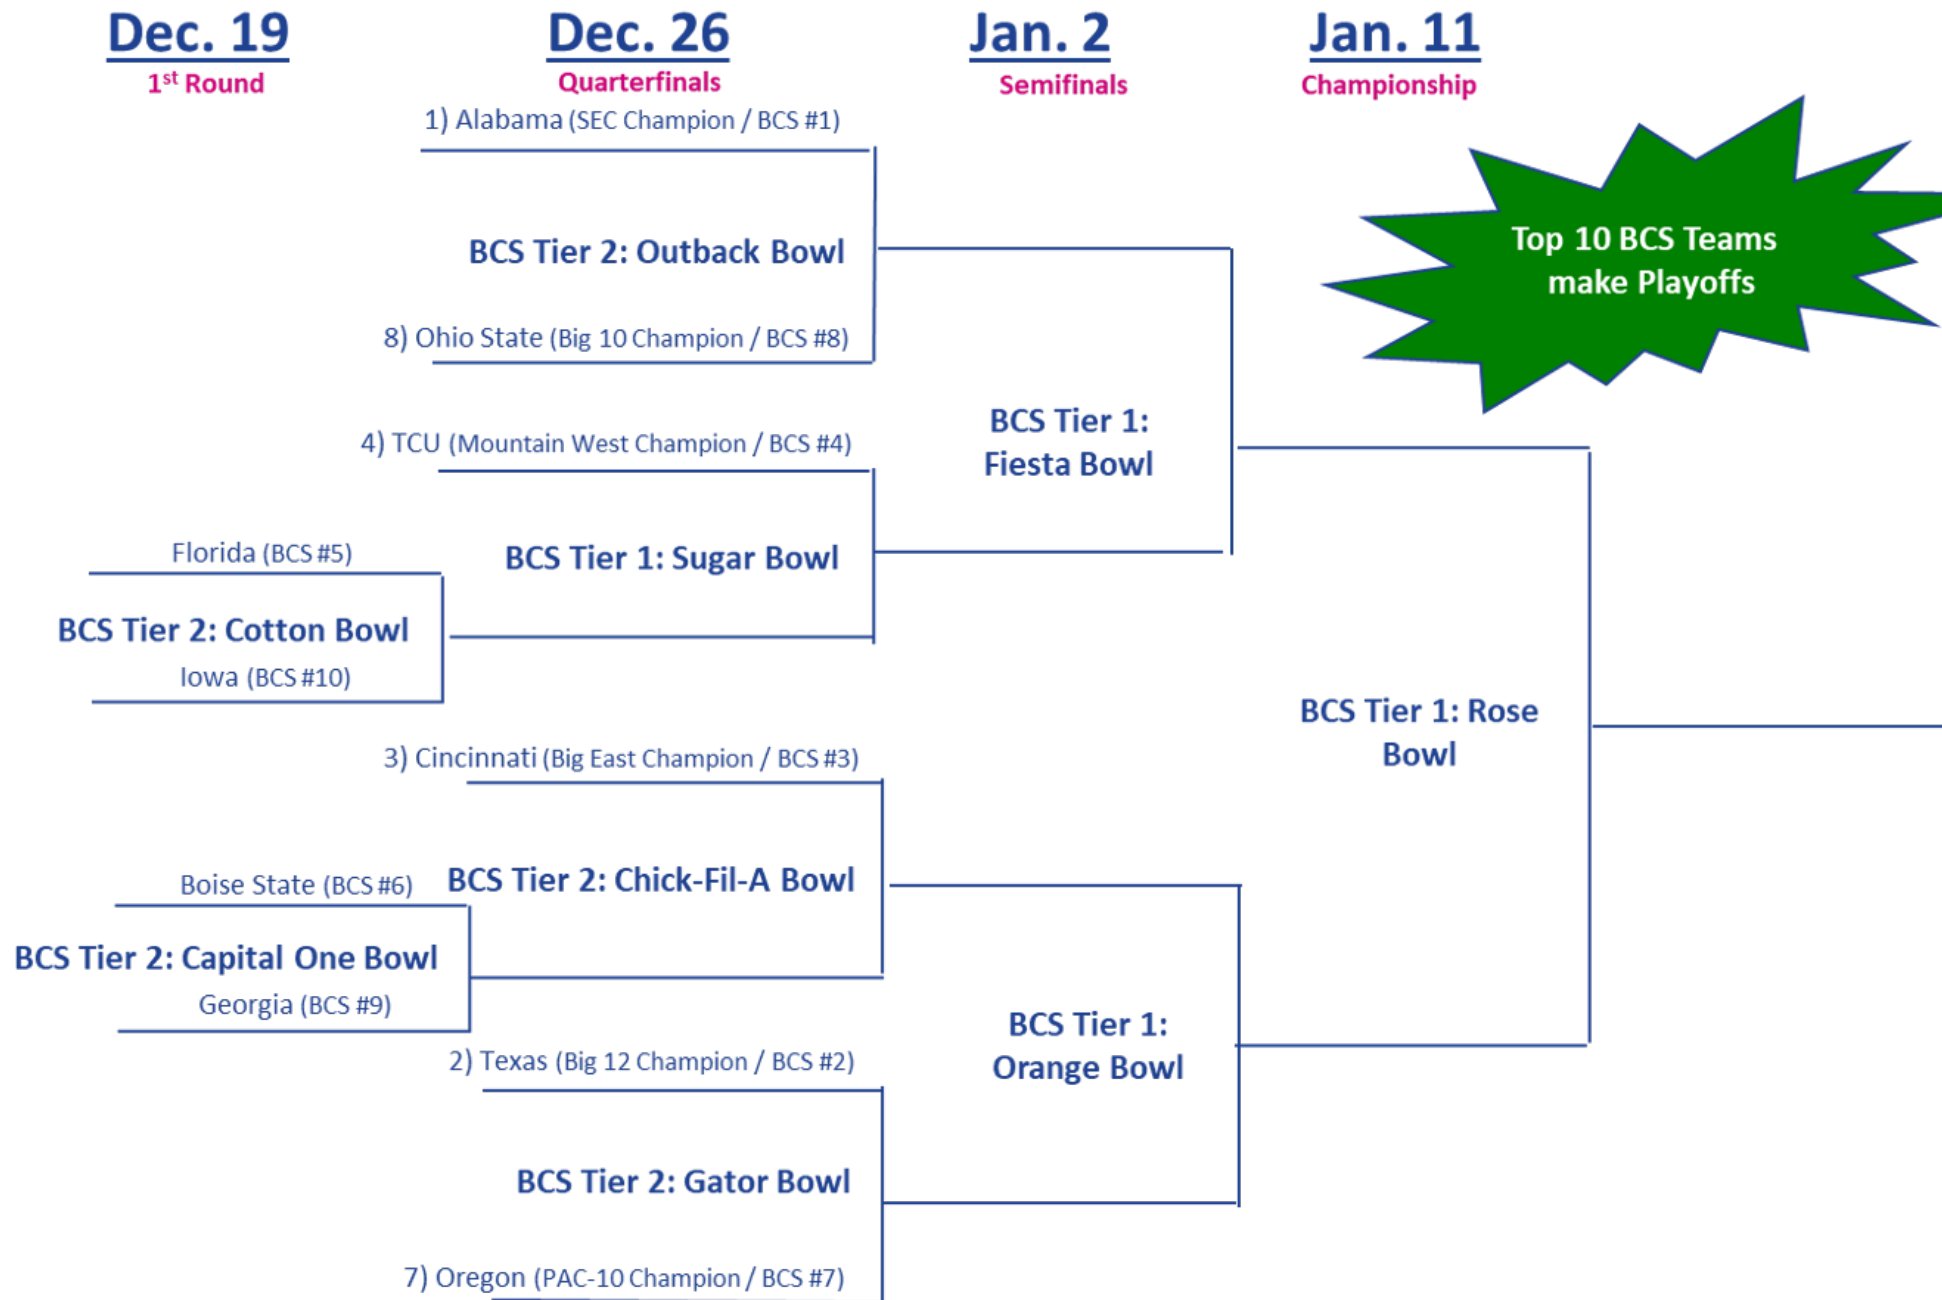 Dec. 19
Dec. 26
Jan. 2
Jan. 11
1st Round
Quarterfinals
Semifinals
Championship
1) Alabama (SEC Champion / BCS #1)
BCS Tier 2: Outback Bowl
8) Ohio State (Big 10 Champion / BCS #8)
Top 10 BCS Teams
make Playoffs
4) TCU (Mountain West Champion / BCS #4)
BCS Tier 1:
Fiesta Bowl
Florida (BCS #5)
BCS Tier 1: Sugar Bowl
BCS Tier 2: Cotton Bowl
Iowa (BCS #10)
BCS Tier 1: Rose
Bowl
3) Cincinnati (Big East Champion / BCS #3)
Boise State (BCS #6)
BCS Tier 2: Chick-Fil-A Bowl
BCS Tier 2: Capital One Bowl
Georgia (BCS #9)
BCS Tier 1:
Orange Bowl
2) Texas (Big 12 Champion / BCS #2)
BCS Tier 2: Gator Bowl
7) Oregon (PAC-10 Champion / BCS #7)